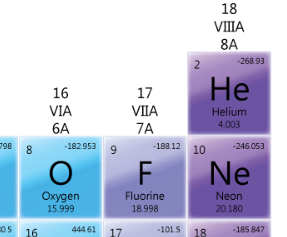 18
VIIIA
8A
2 -268.93
He
Helium
4.003
16 17
VIA VIIA
6A 7A
8 -182.953 9 -188.12 10 -246.053
O F Ne
Oxygen Fluorine Neon
15.999 18.998 20.180
16 444.61 17 -101.5 18 -185.847